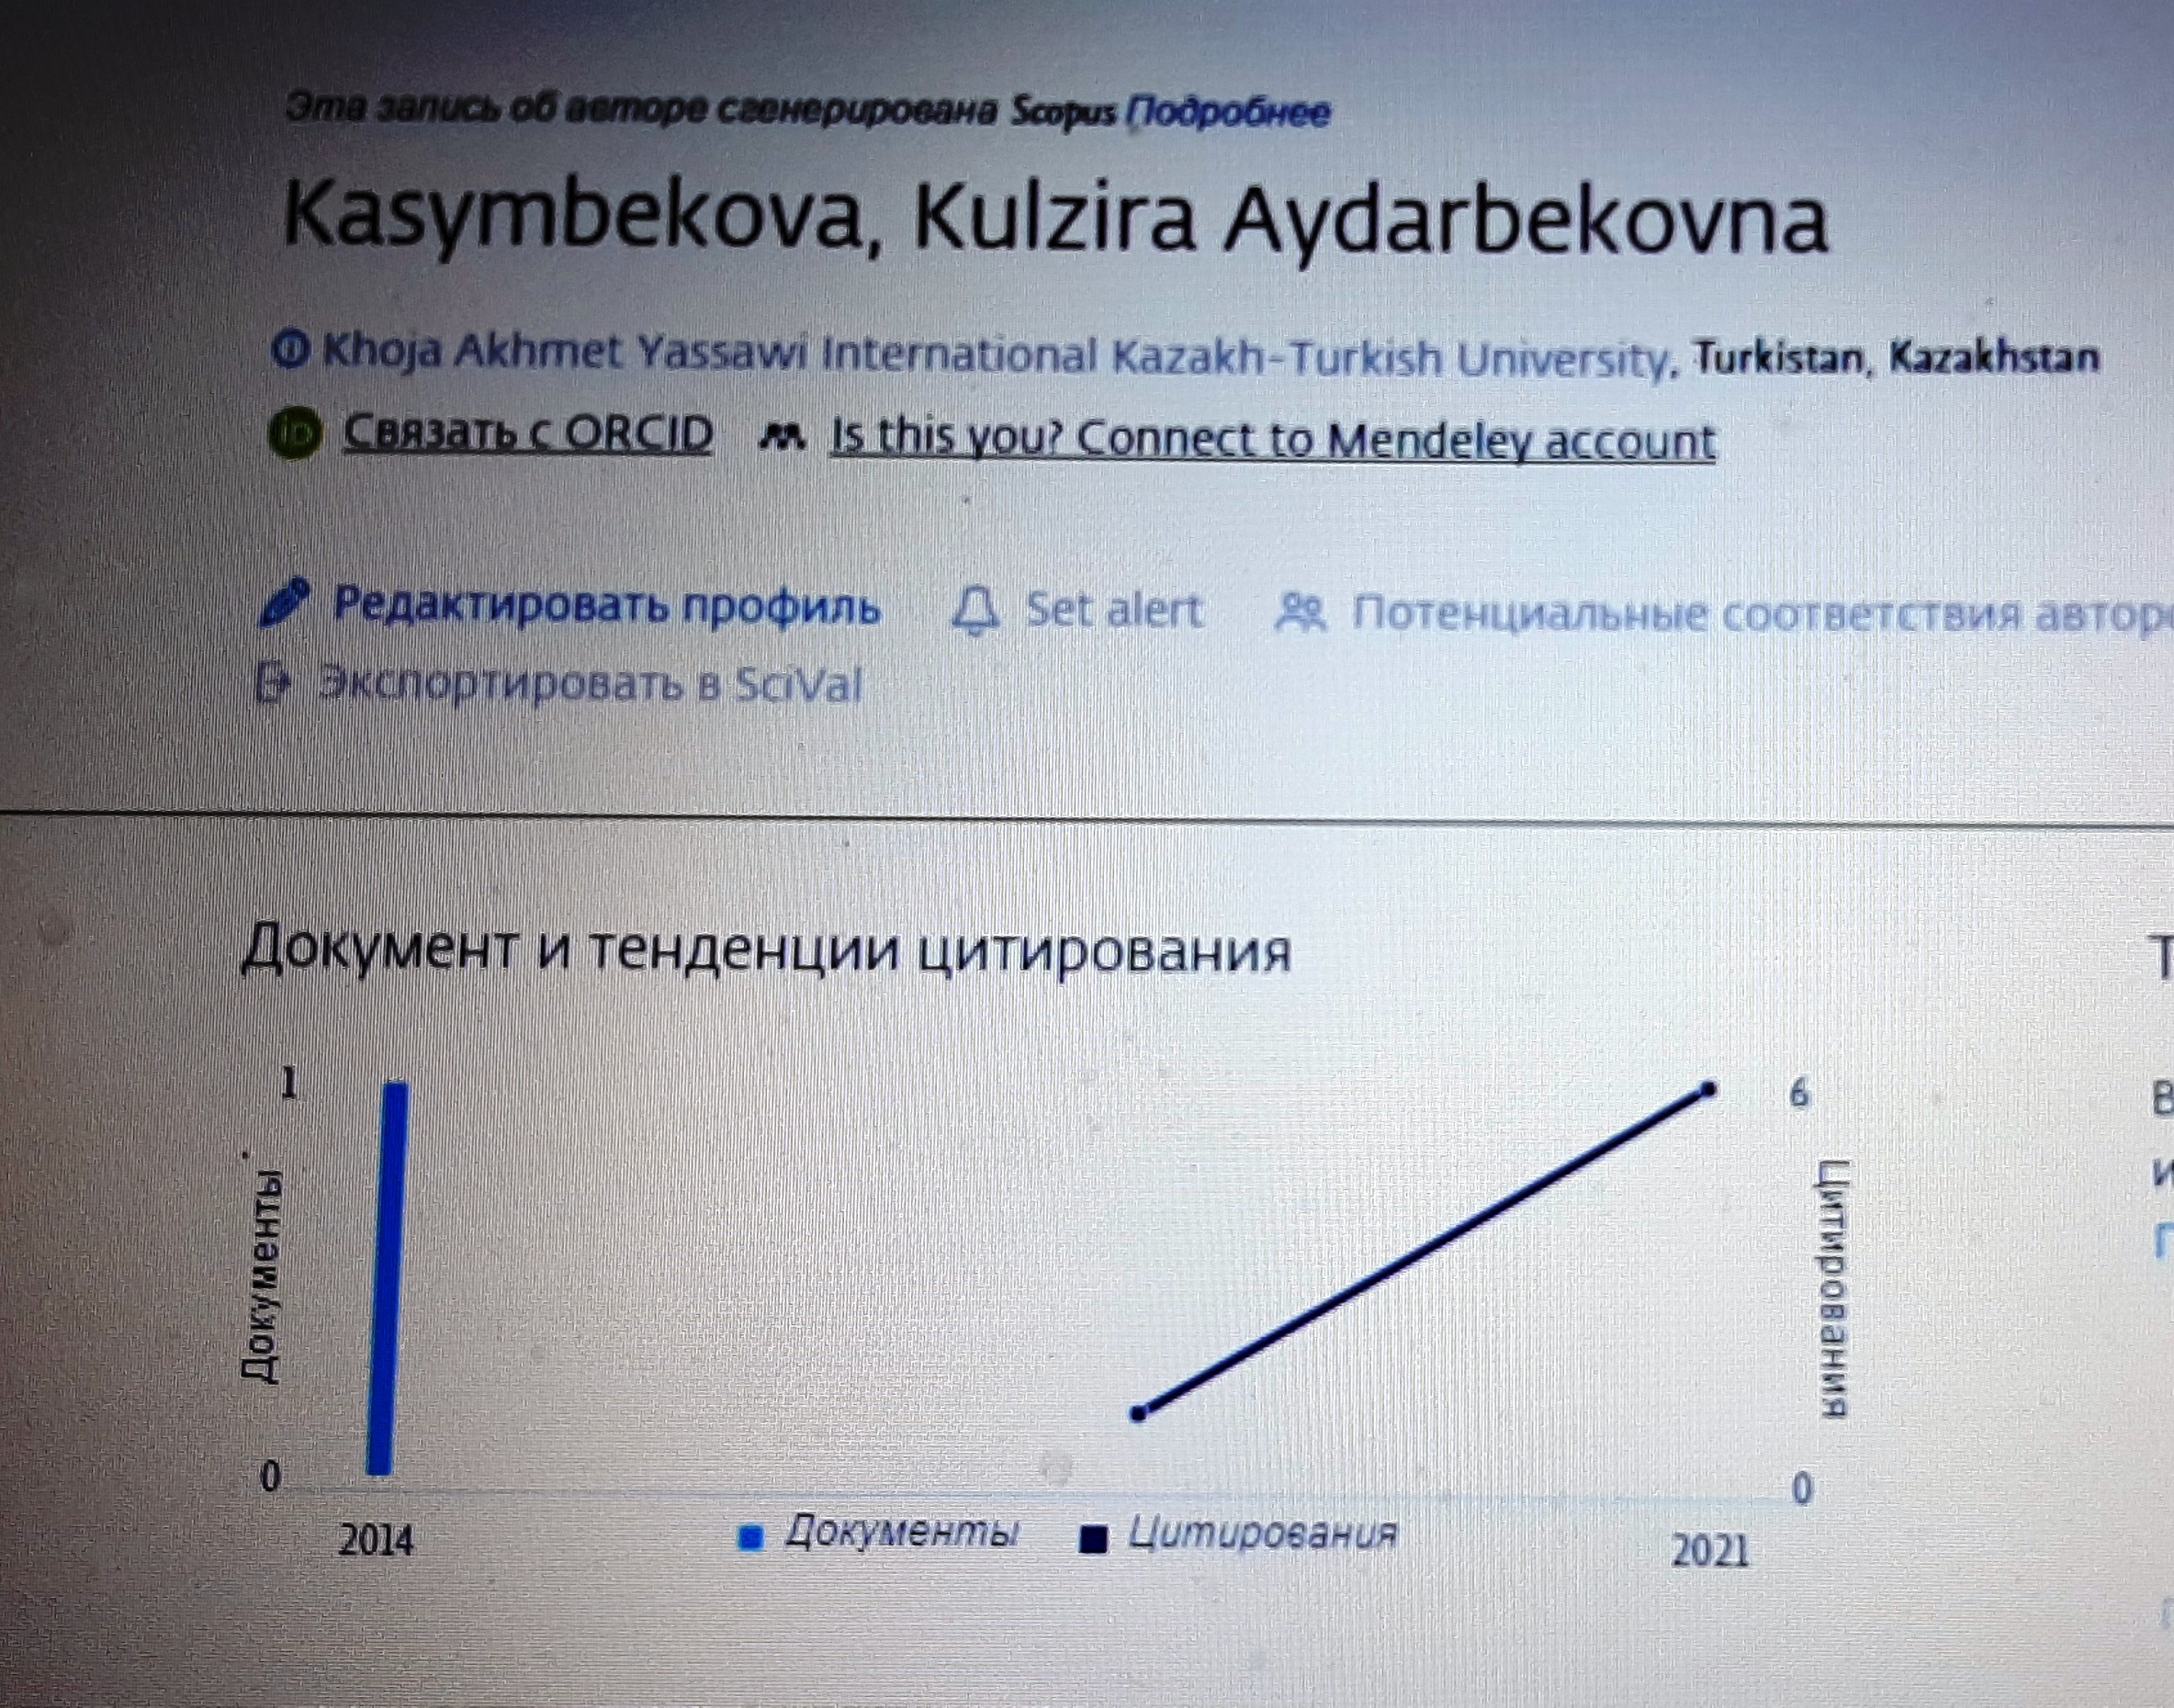 Эта запись об авторе сгенерирована Scopus Подробнее
Kasymbekova, Kulzira Aydarbekovna
Khoja Akhmet Yassawi International Kazakh-Turkish University, Turkistan, Kazakhstan
iD Связать с ORCID Is this you? Connect to Mendeley account
Редактировать профиль Set alert Потенциальные соответствия
Экспортировать в SciVal
Документ и тенденции цитирования
1
Документы
0
6
Цитирования
0
2014
Документы Цитирования
2021